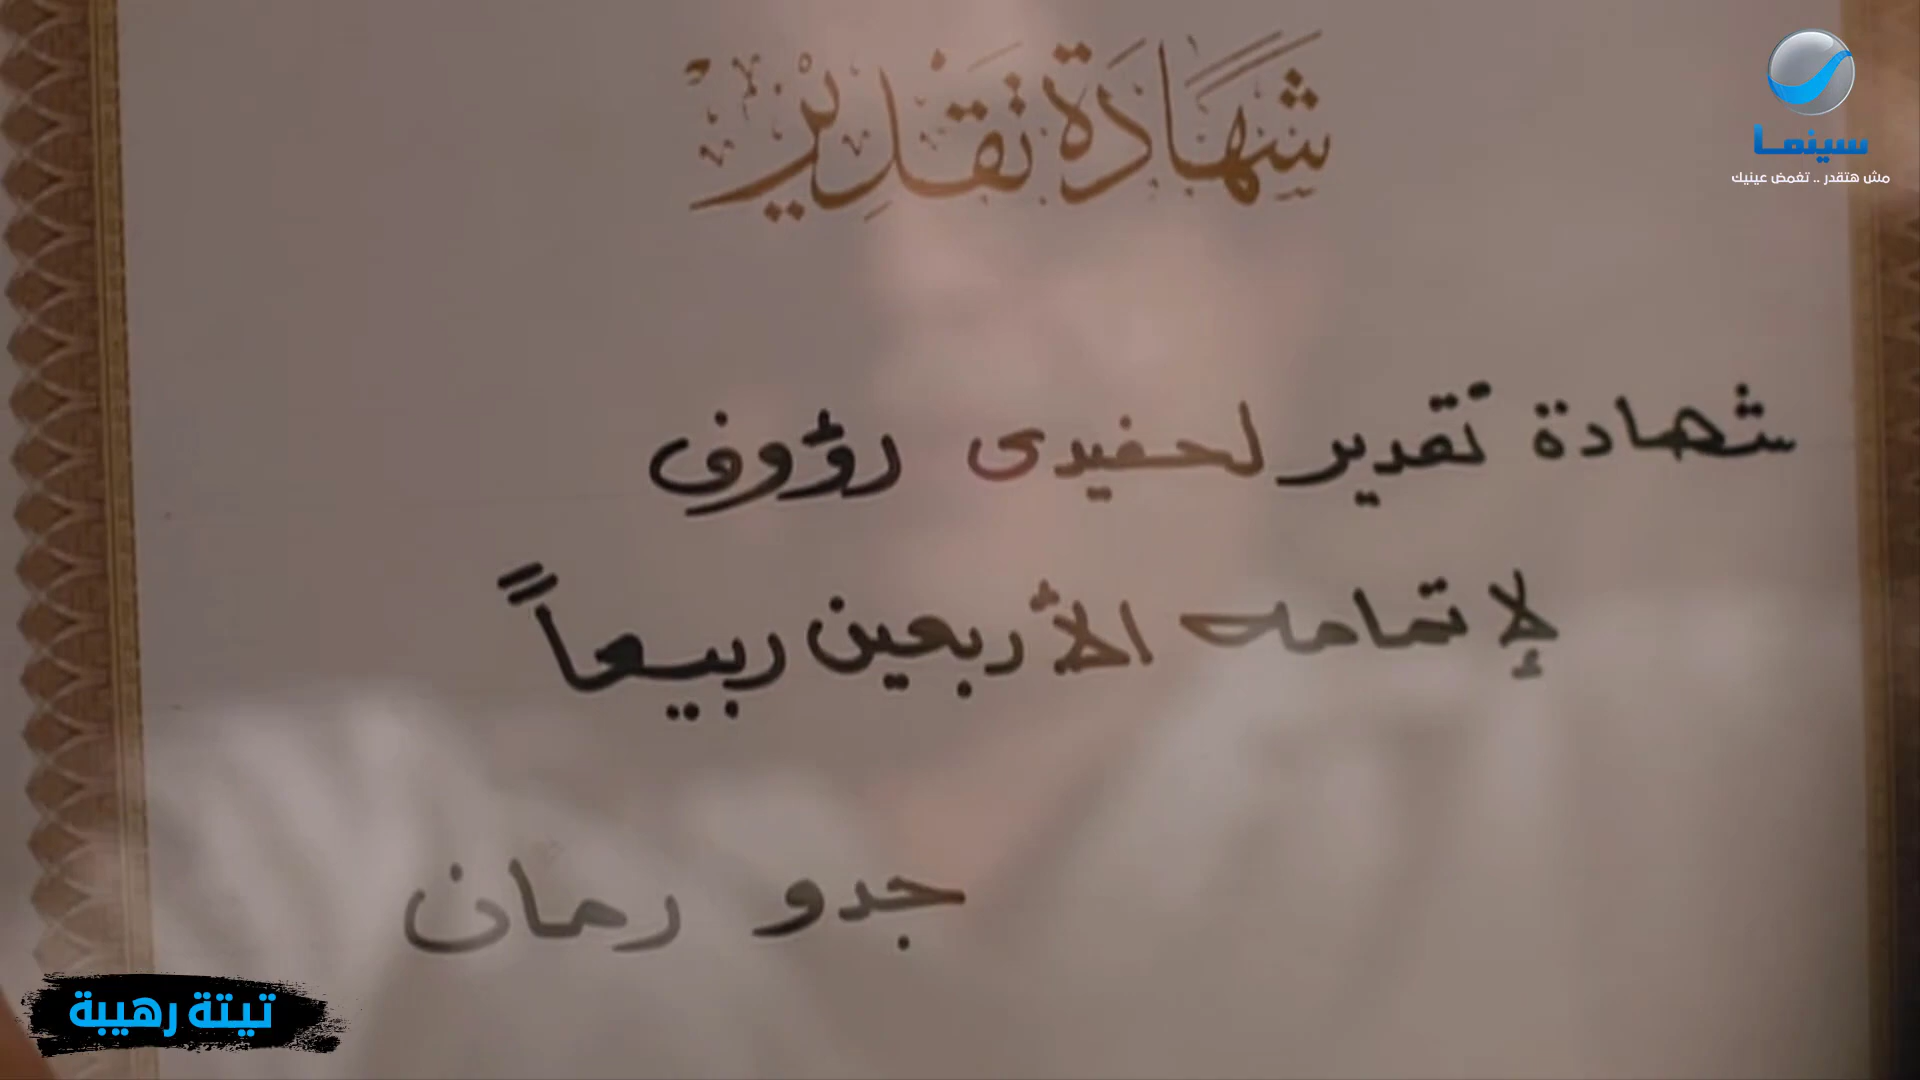 شهادة تقدير
سينما
مش هتقدر .. تغمض عينيك
شهادة تقدير لحفيدى رؤوف
لإتمامه الأربعين ربيعاً
جدو رمان
تيتة رهيبة